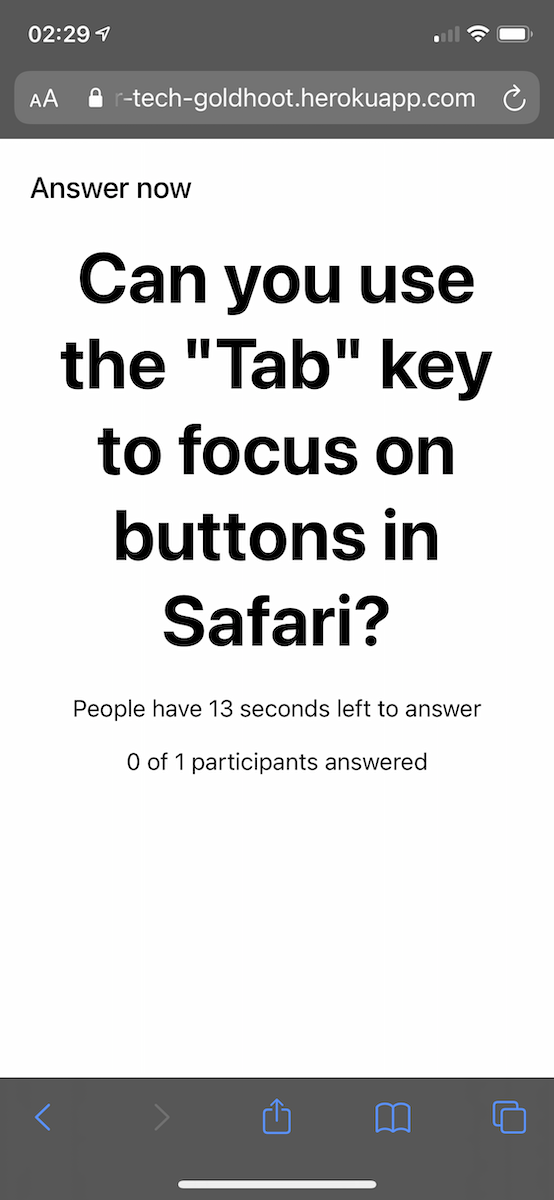 02:29
AA r-tech-goldhoot.herokuapp.com
Answer now
Can you use
the "Tab" key
to focus on
buttons in
Safari?
People have 13 seconds left to answer
0 of 1 participants answered